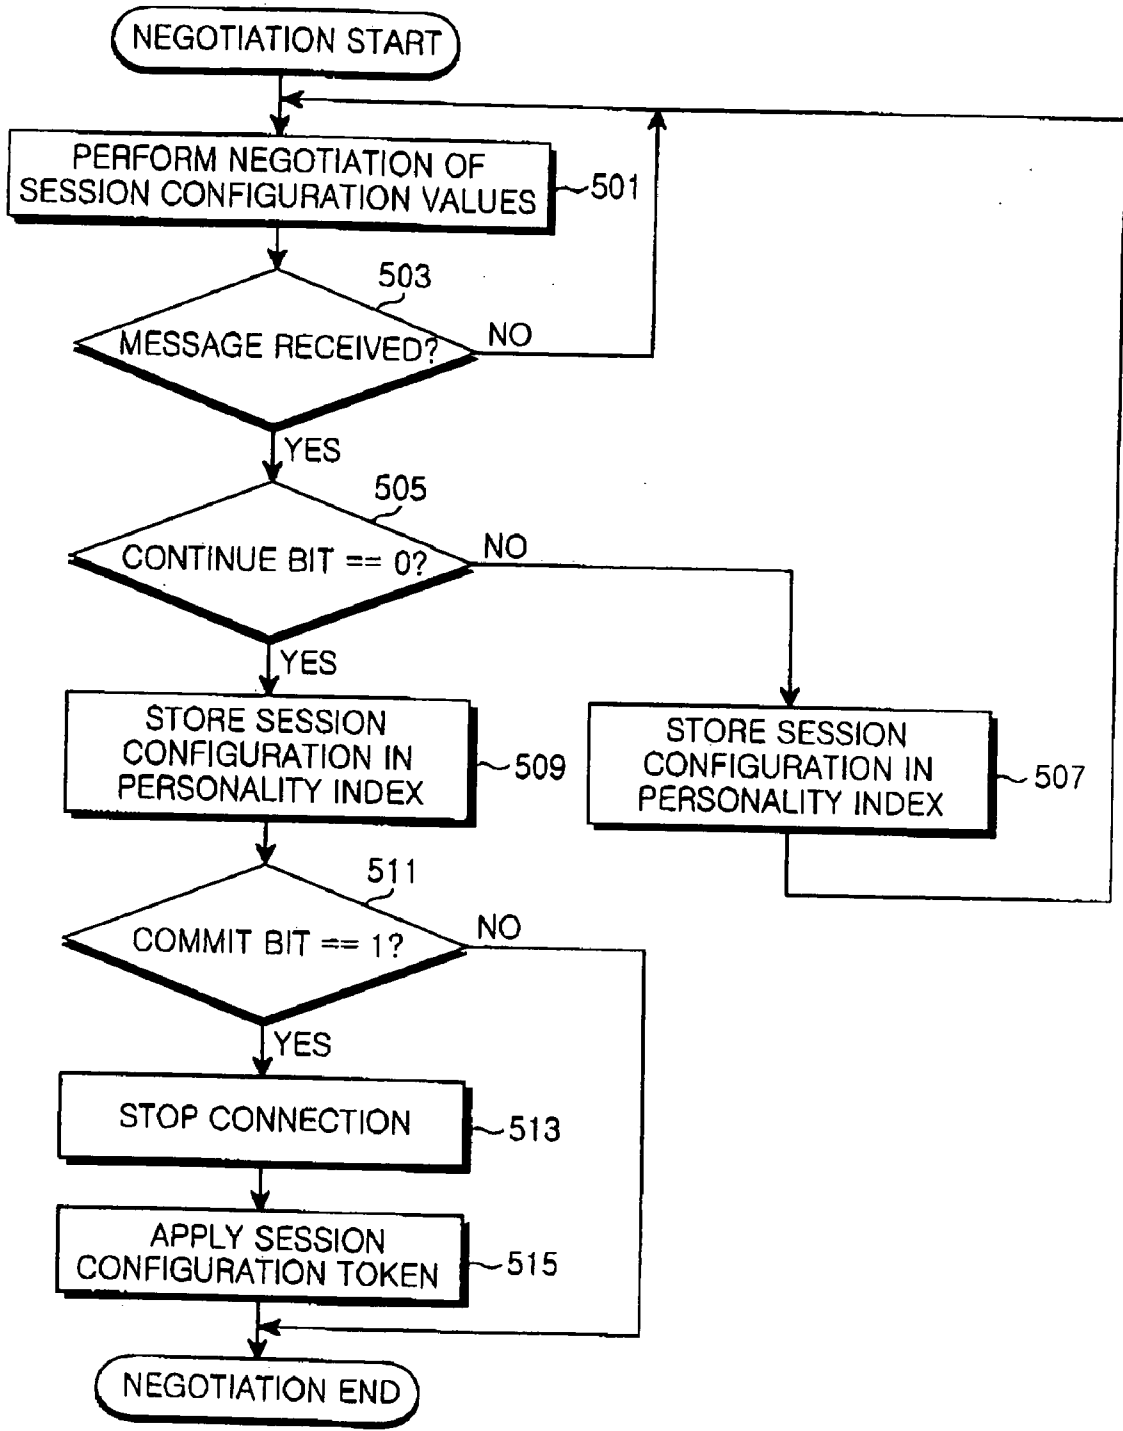 NEGOTIATION START
PERFORM NEGOTIATION OF
SESSION CONFIGURATION VALUES
501
503
MESSAGE RECEIVED?
NO
YES
505
CONTINUE BIT == 0?
NO
YES
STORE SESSION
CONFIGURATION IN
PERSONALITY INDEX
509
STORE SESSION
CONFIGURATION IN
PERSONALITY INDEX
507
511
COMMIT BIT == 1?
NO
YES
STOP CONNECTION
513
APPLY SESSION
CONFIGURATION TOKEN
515
NEGOTIATION END